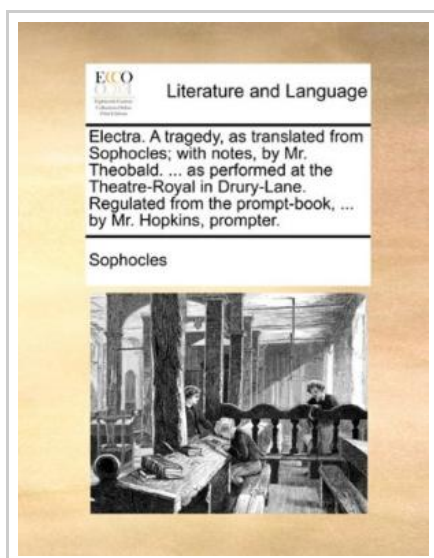 ECCO
Literature and Language
Electra. A tragedy, as translated from
Sophocles; with notes, by Mr.
Theobald. ... as performed at the
Theatre-Royal in Drury-Lane.
Regulated from the prompt-book, ...
by Mr. Hopkins, prompter.
Sophocles